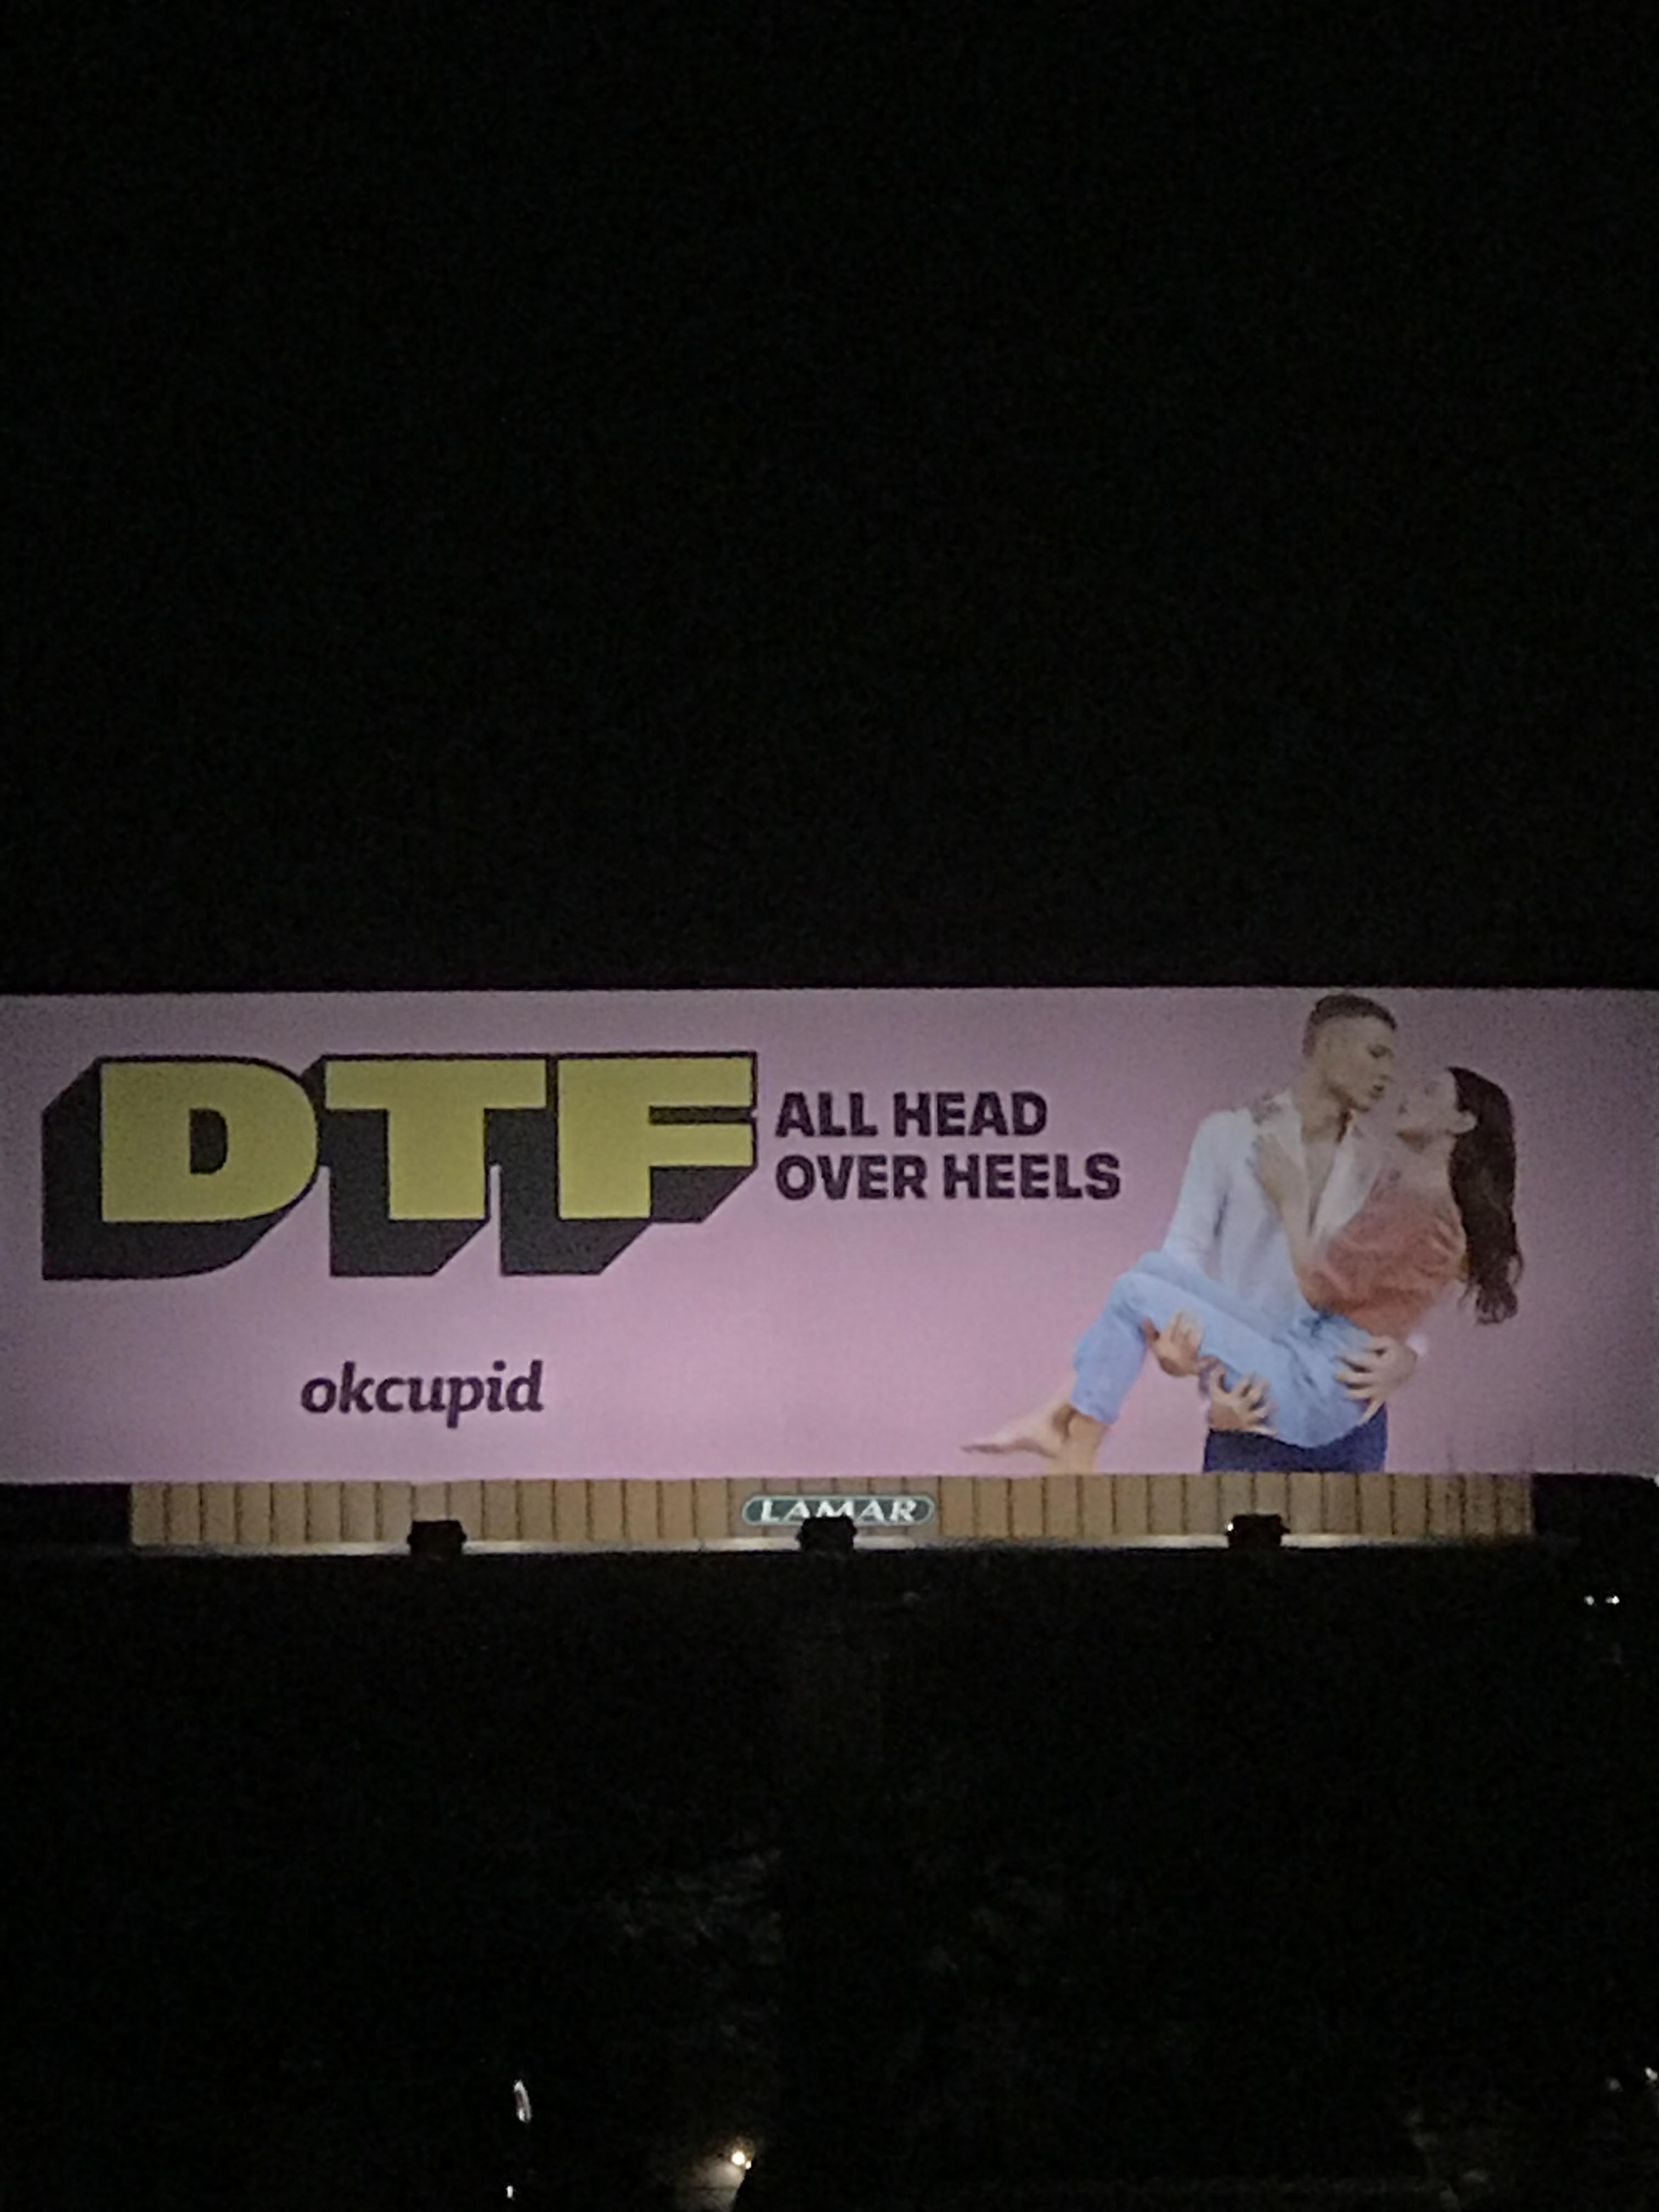 DTF
ALL HEAD
OVER HEELS
okcupid
LAMAR